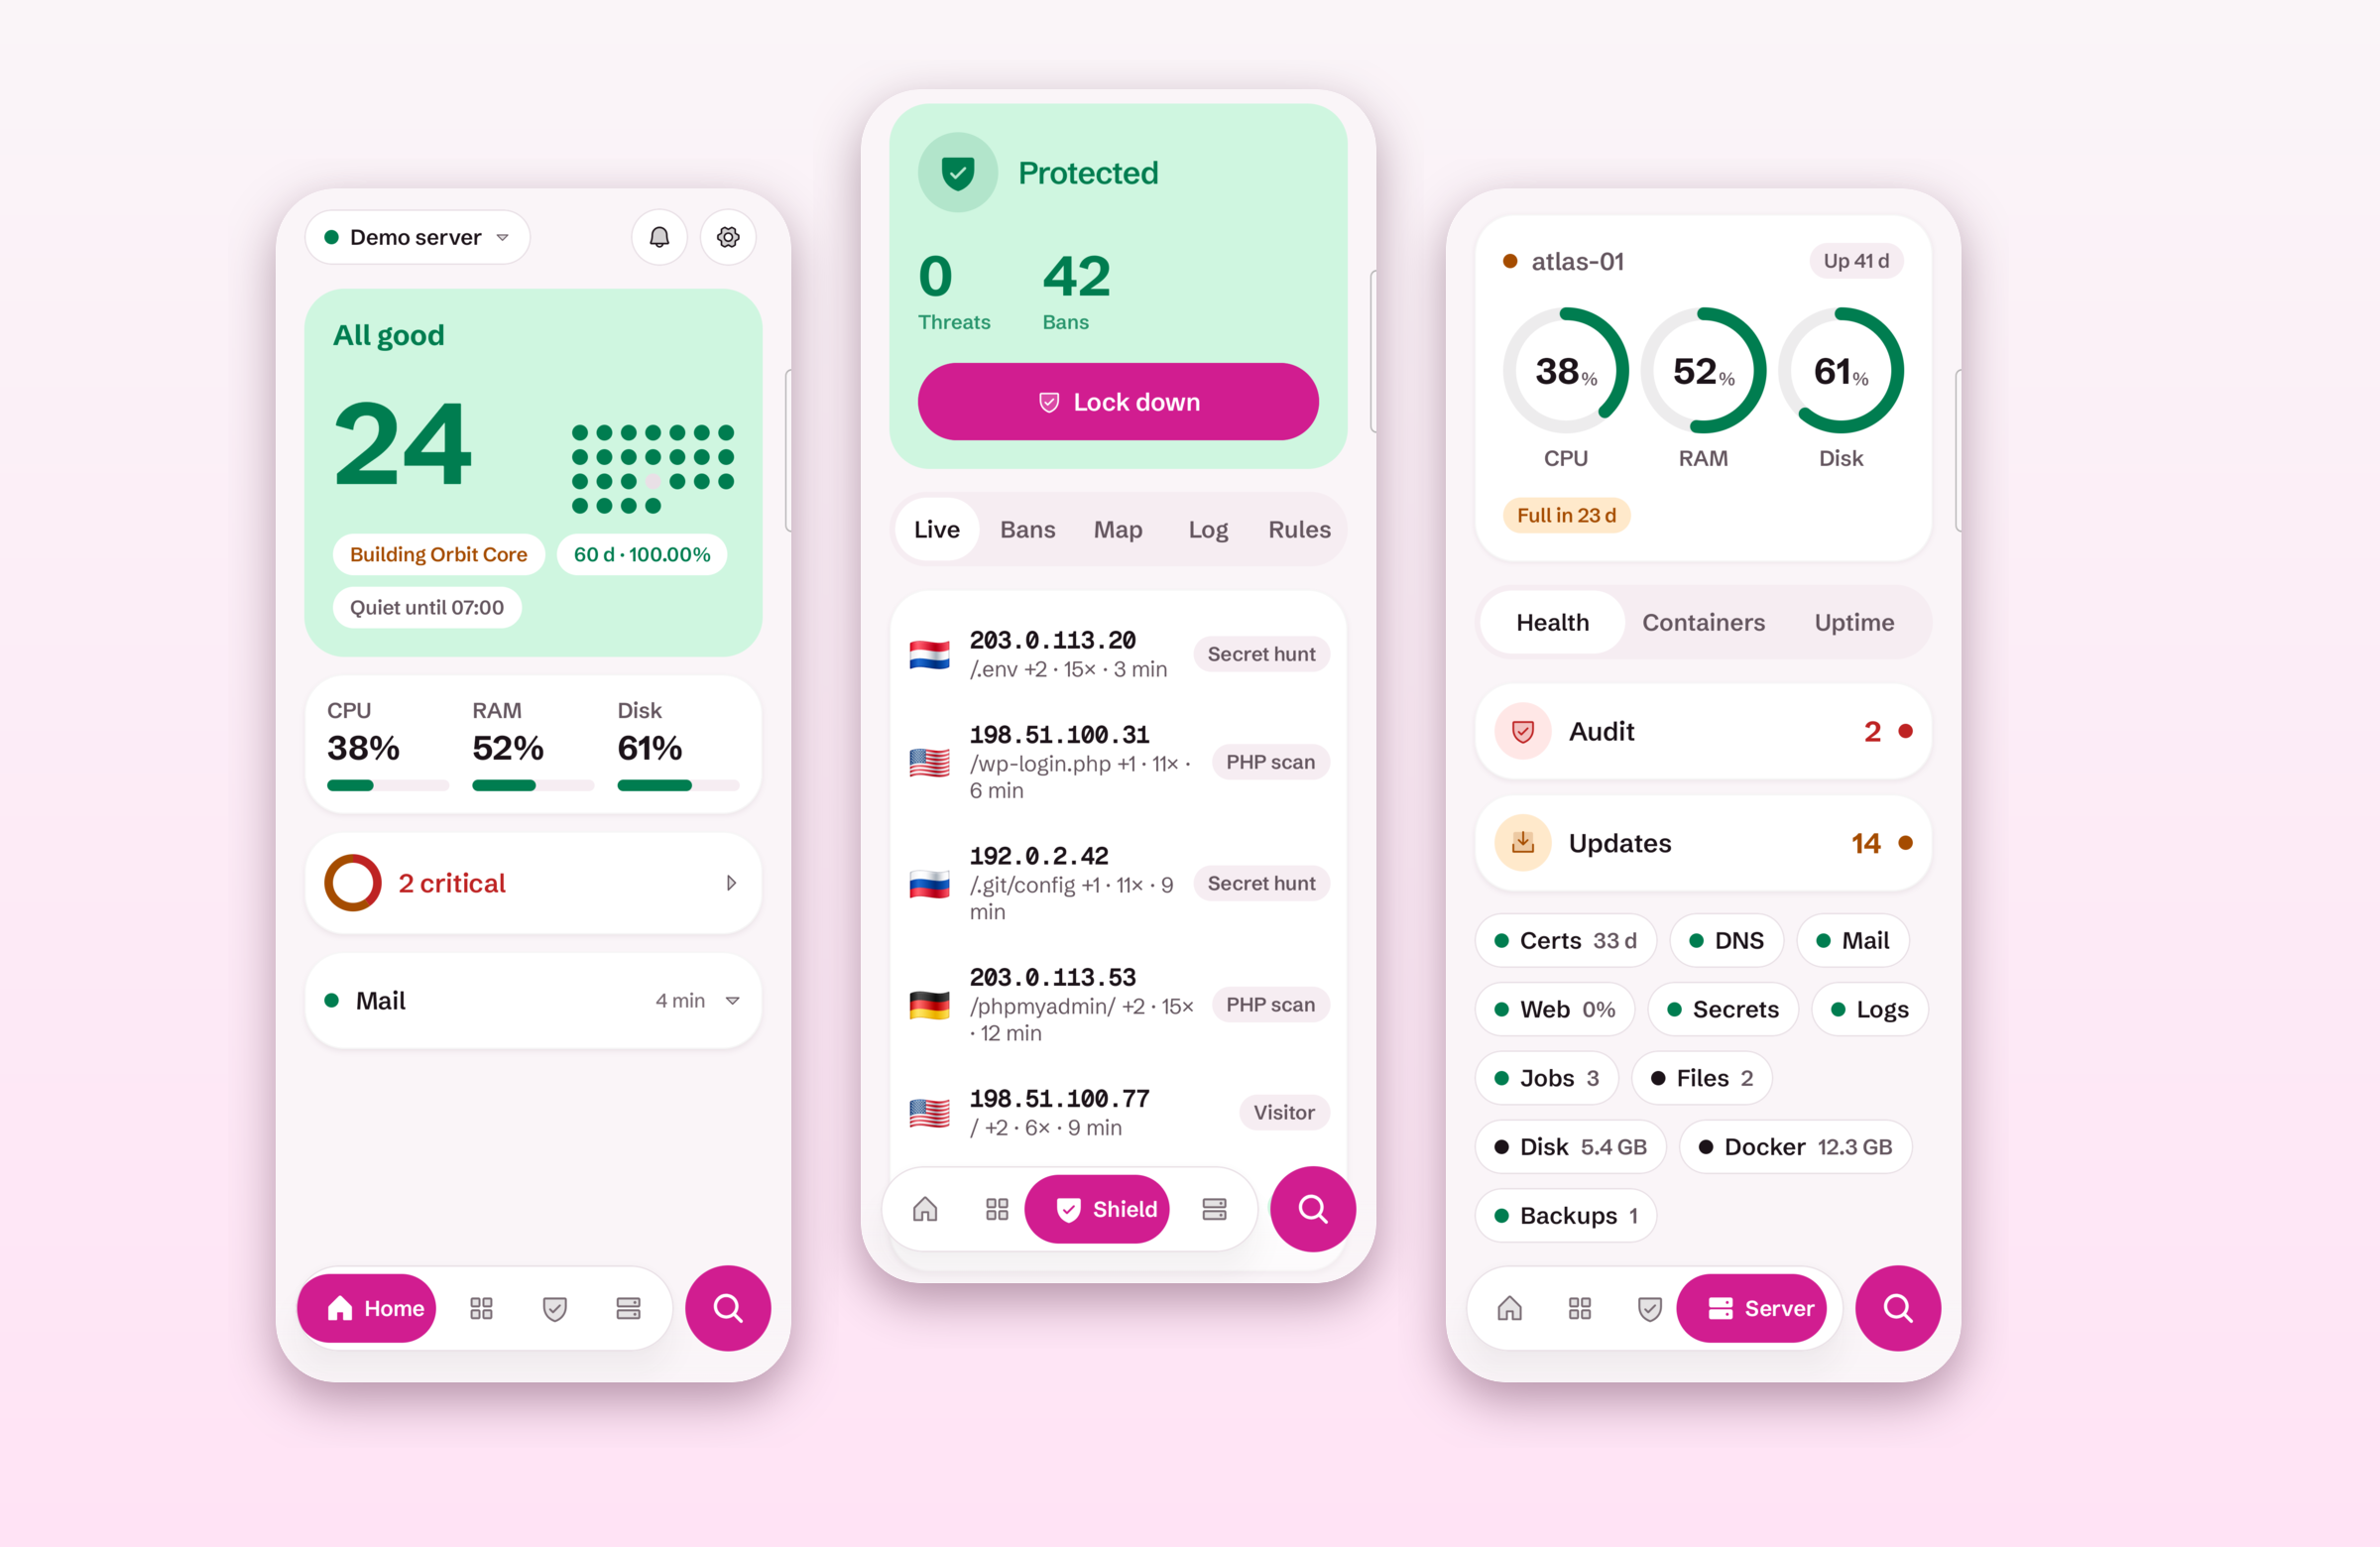 Demo server
All good
24
Building Orbit Core
60 d · 100.00%
Quiet until 07:00
CPU
RAM
Disk
38%
52%
61%
2 critical
Mail
4 min
Home
Protected
0
42
Threats
Bans
Lock down
Live
Bans
Map
Log
Rules
203.0.113.20
/.env +2 · 15× · 3 min
Secret hunt
198.51.100.31
/wp-login.php +1 · 11× ·
6 min
PHP scan
192.0.2.42
/.git/config +1 · 11× · 9
min
Secret hunt
203.0.113.53
/phpmyadmin/ +2 · 15×
· 12 min
PHP scan
198.51.100.77
/ +2 · 6× · 9 min
Visitor
Shield
atlas-01
Up 41 d
38%
52%
61%
CPU
RAM
Disk
Full in 23 d
Health
Containers
Uptime
Audit
2
Updates
14
Certs 33 d
DNS
Mail
Web 0%
Secrets
Logs
Jobs 3
Files 2
Disk 5.4 GB
Docker 12.3 GB
Backups 1
Server